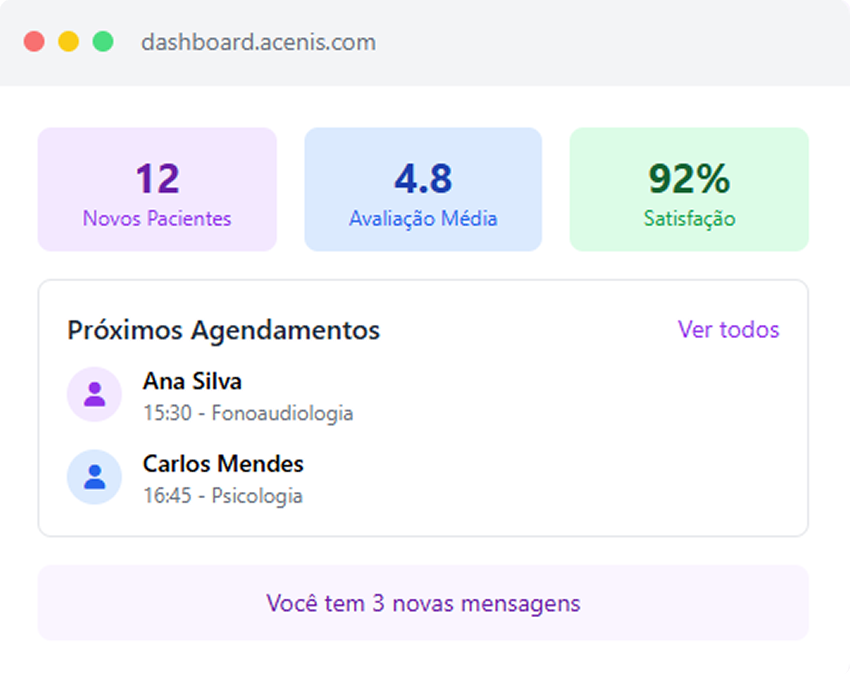 dashboard.acenis.com
12
Novos Pacientes
4.8
Avaliação Média
92%
Satisfação
Próximos Agendamentos
Ver todos
Ana Silva
15:30 - Fonoaudiologia
Carlos Mendes
16:45 - Psicologia
Você tem 3 novas mensagens